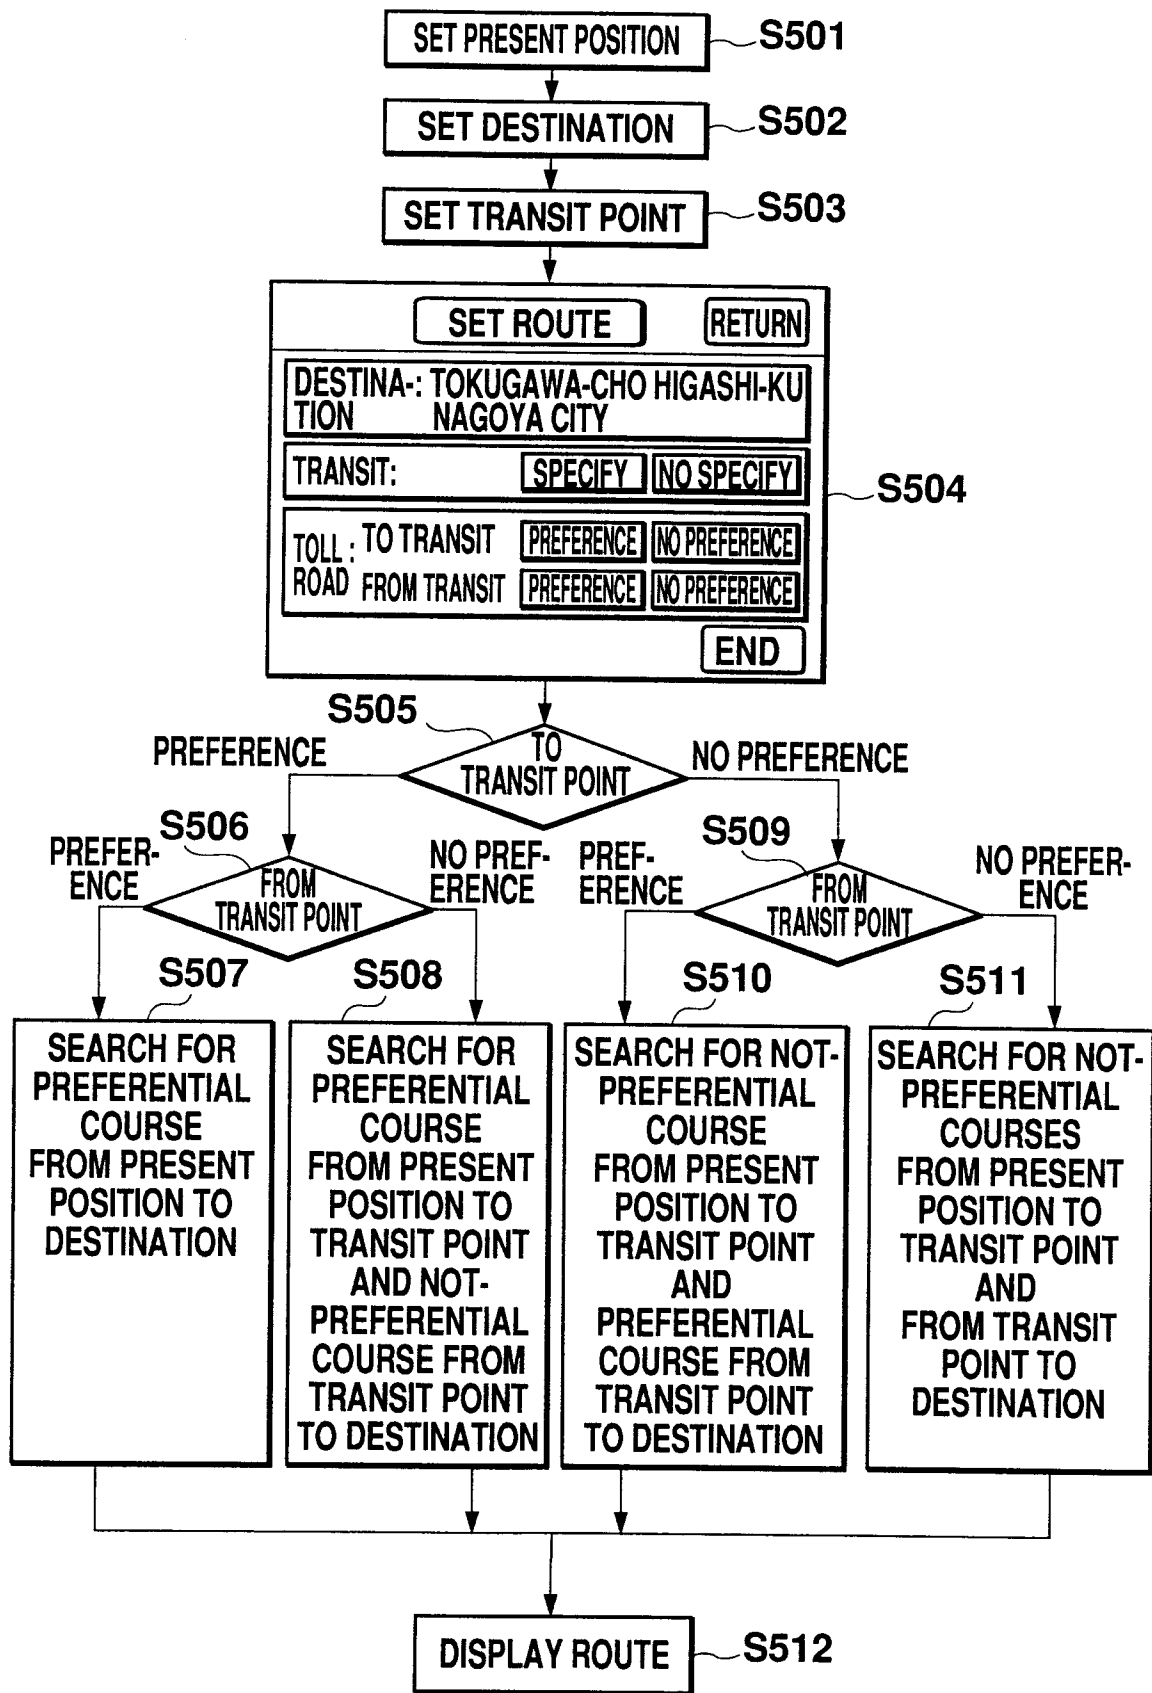 SET PRESENT POSITION
S501
SET DESTINATION
S502
SET TRANSIT POINT
S503
SET ROUTE
RETURN
DESTINA-: TOKUGAWA-CHO HIGASHI-KU
TION NAGOYA CITY
TRANSIT: SPECIFY NO SPECIFY
S504
TOLL : TO TRANSIT PREFERENCE NO PREFERENCE
ROAD FROM TRANSIT PREFERENCE NO PREFERENCE
END
S505
PREFERENCE
TO
TRANSIT POINT
NO PREFERENCE
S506
PREFER-
ENCE
FROM
TRANSIT POINT
NO PREF-
ERENCE
S509
PREF-
ERENCE
FROM
TRANSIT POINT
NO PREFER-
ENCE
S507
SEARCH FOR
PREFERENTIAL
COURSE
FROM PRESENT
POSITION TO
DESTINATION
S508
SEARCH FOR
PREFERENTIAL
COURSE
FROM PRESENT
POSITION TO
TRANSIT POINT
AND NOT-
PREFERENTIAL
COURSE FROM
TRANSIT POINT
TO DESTINATION
S510
SEARCH FOR NOT-
PREFERENTIAL
COURSE
FROM PRESENT
POSITION TO
TRANSIT POINT
AND
PREFERENTIAL
COURSE FROM
TRANSIT POINT
TO DESTINATION
S511
SEARCH FOR NOT-
PREFERENTIAL
COURSES
FROM PRESENT
POSITION TO
TRANSIT POINT
AND
FROM TRANSIT
POINT TO
DESTINATION
DISPLAY ROUTE
S512